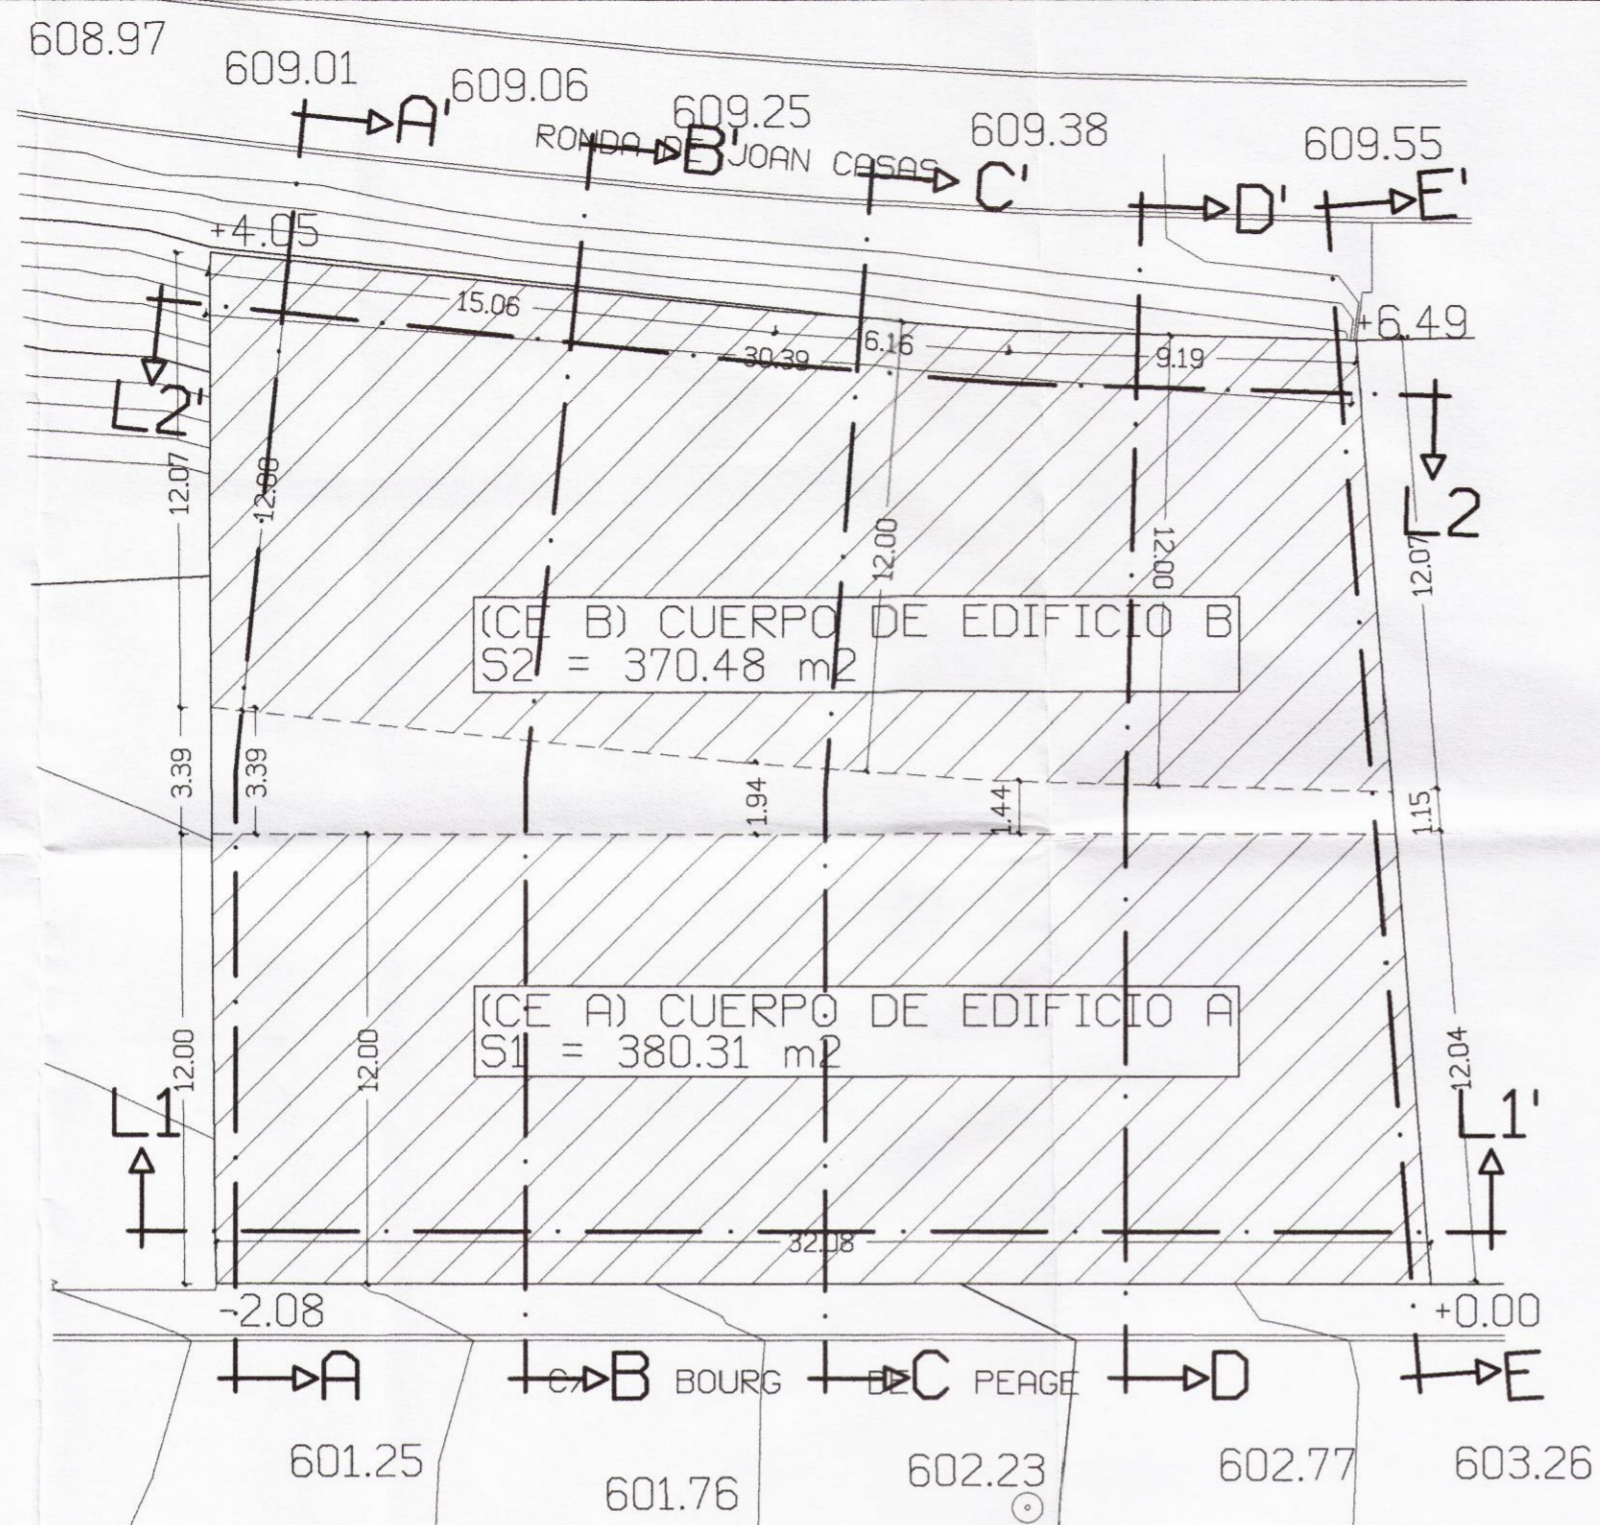 608.97
609.01
609.06
609.25
609.38
609.55
A'
B'
C'
D'
E'
RONDA DE JOAN CASAS
+4.05
+6.49
15.06
30.39
6.16
9.19
L2'
L2
12.07
12.00
12.00
12.00
12.07
(CE B) CUERPO DE EDIFICIO B
S2 = 370.48 m2
3.39
3.39
1.94
1.44
1.15
(CE A) CUERPO DE EDIFICIO A
S1 = 380.31 m2
12.00
12.00
12.04
L1
L1'
32.08
-2.08
+0.00
A
B
C
D
E
C/ BOURG DE PEAGE
601.25
601.76
602.23
602.77
603.26